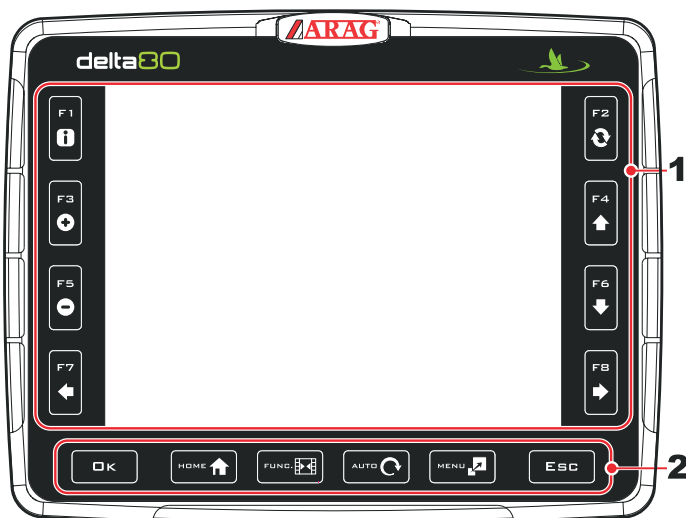 ARAG
delta80
F1
F2
F3
F4
F5
F6
F7
F8
OK
HOME
FUNC.
AUTO
MENU
ESC
1
2